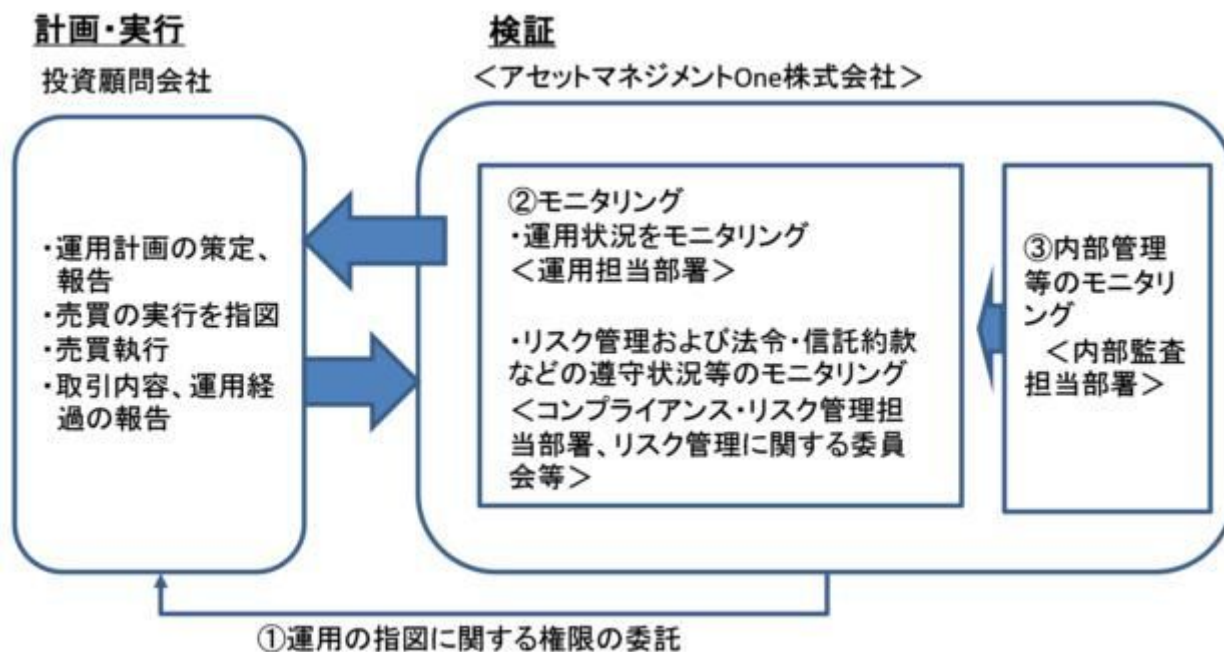 計画・実行
投資顧問会社
・運用計画の策定、
報告
・売買の実行を指図
・売買執行
・取引内容、運用経
過の報告
検証
＜アセットマネジメントOne株式会社＞
②モニタリング
・運用状況をモニタリング
＜運用担当部署＞
・リスク管理および法令・信託約款
などの遵守状況等のモニタリング
＜コンプライアンス・リスク管理担
当部署、リスク管理に関する委員
会等＞
③内部管理
等のモニタリ
ング
＜内部監査
担当部署＞
①運用の指図に関する権限の委託